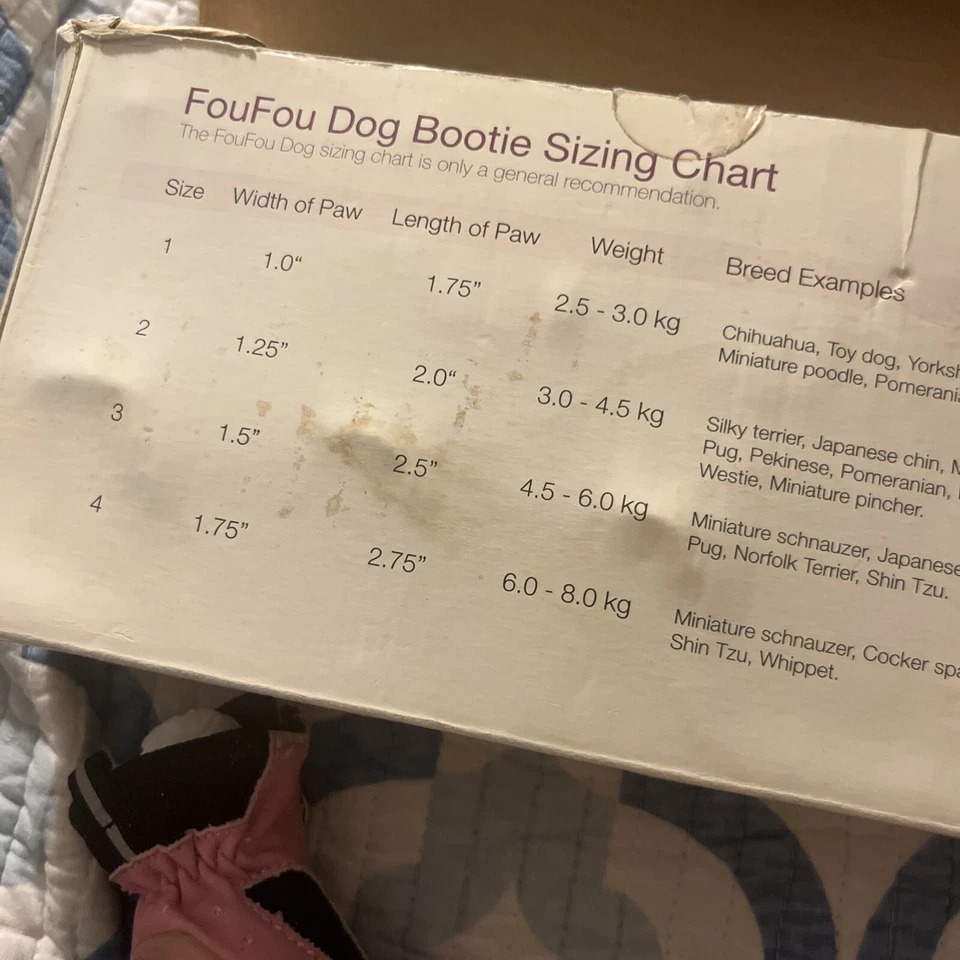 FouFou Dog Bootie Sizing Chart
The FouFou Dog sizing chart is only a general recommendation.
Size Width of Paw Length of Paw Weight Breed Examples
1 1.0“ 1.75” 2.5 - 3.0 kg Chihuahua, Toy dog,
Miniature poodle,
2 1.25” 2.0“ 3.0 - 4.5 kg Silky terrier, Japanese chin,
Pug, Pekinese, Pomeranian,
Westie, Miniature pincher.
3 1.5” 2.5” 4.5 - 6.0 kg Miniature schnauzer, Japanese
Pug, Norfolk Terrier, Shin Tzu.
4 1.75” 2.75” 6.0 - 8.0 kg Miniature schnauzer, Cocker
Shin Tzu, Whippet.